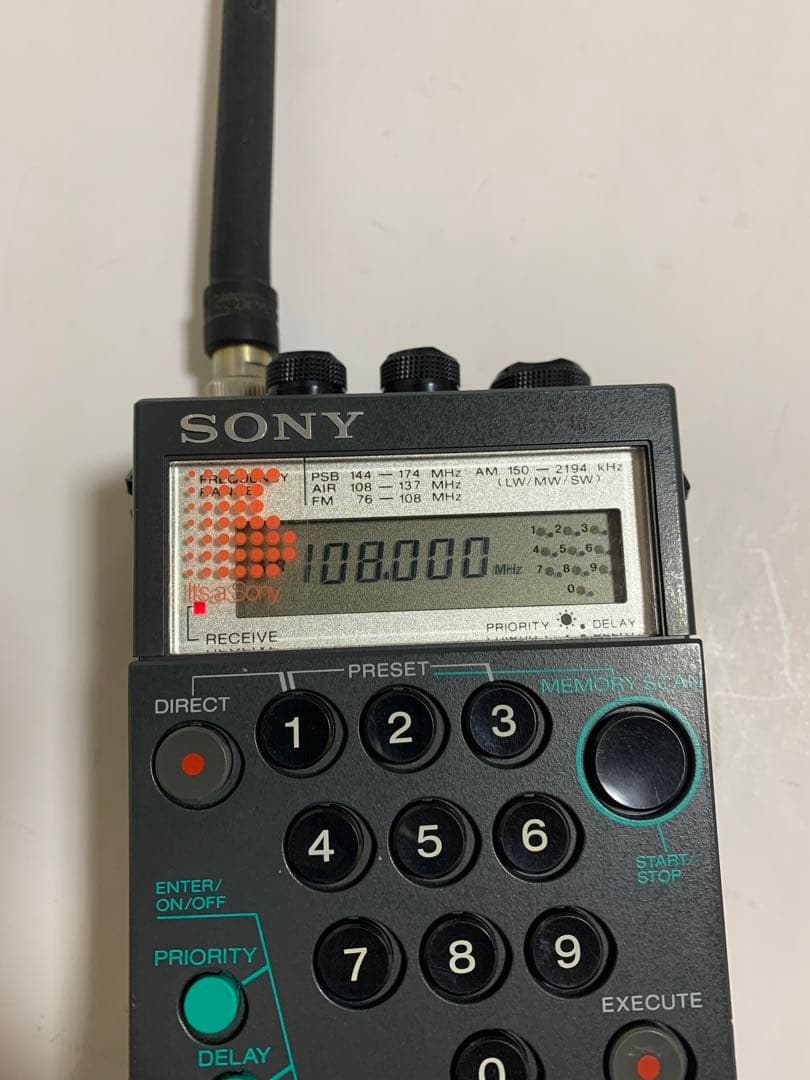 SONY
FREQUENCY RANGE
PSB 144 — 174 MHz
AIR 108 — 137 MHz
FM 76 — 108 MHz
AM 150 — 2194 kHz
(LW/MW/SW)
It's a Sony
108.000 MHz
1 2 3
4 5 6
7 8 9
0
RECEIVE
PRIORITY DELAY
PRESET
MEMORY SCAN
DIRECT
1 2 3
4 5 6
START/
STOP
ENTER/
ON/OFF
PRIORITY
7 8 9
EXECUTE
DELAY
0